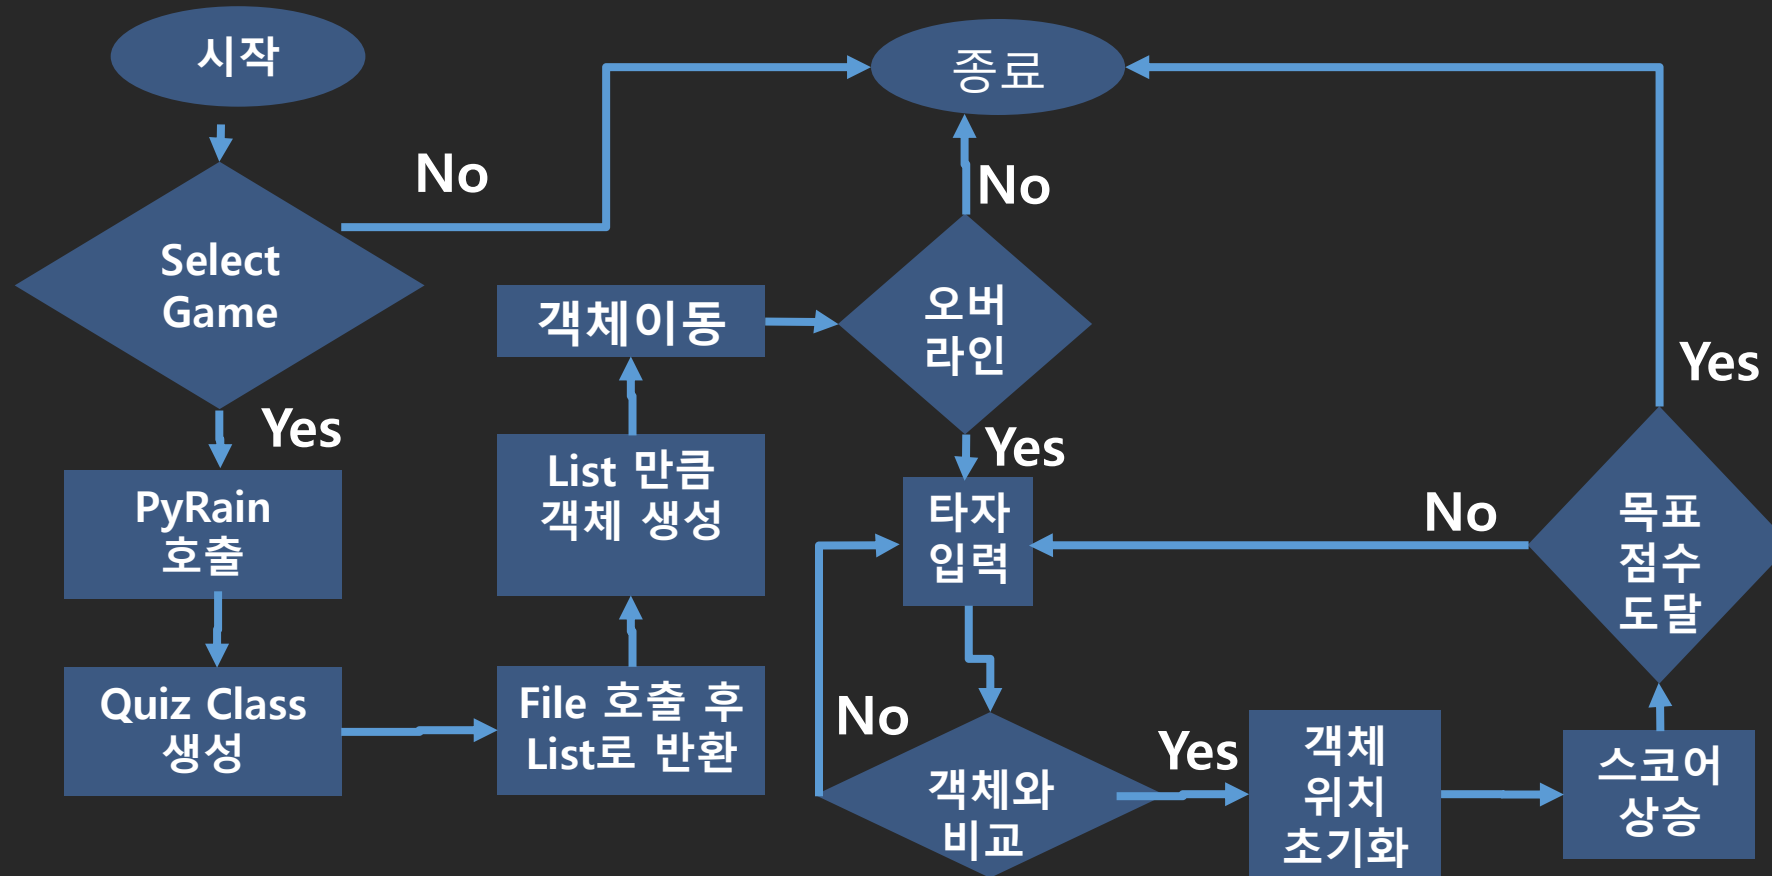 시작
종료
No
No
Select
Game
객체이동
오버
라인
Yes
Yes
Yes
List 만큼
객체 생성
PyRain
호출
타자
입력
No
목표
점수
도달
Quiz Class
생성
File 호출 후
List로 반환
No
객체와
비교
Yes
객체
위치
초기화
스코어
상승